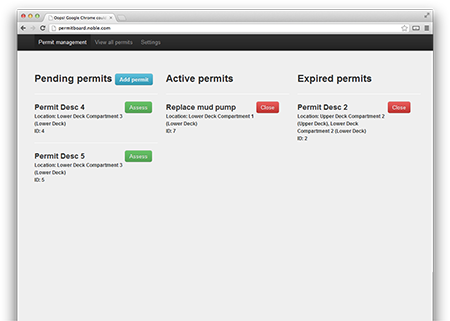 Oops! Google Chrome could
permitboard.noble.com
Permit management View all permits Settings
Pending permits Add permit Active permits Expired permits
Permit Desc 4 Assess
Location: Lower Deck Compartment 3
(Lower Deck)
ID: 4
Permit Desc 5 Assess
Location: Lower Deck Compartment 3
(Lower Deck)
ID: 5
Replace mud pump Close
Location: Lower Deck Compartment 1
(Lower Deck)
ID: 7
Permit Desc 2 Close
Location: Upper Deck Compartment 2
(Upper Deck), Lower Deck
Compartment 2 (Lower Deck)
ID: 2